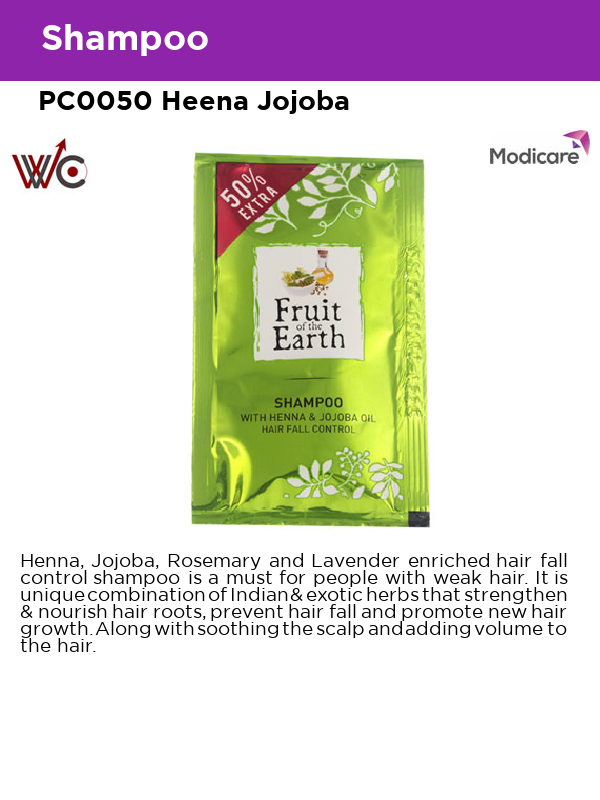 Shampoo
PC0050 Heena Jojoba
WC
Modicare
50%
EXTRA
Fruit
of the
Earth
SHAMPOO
WITH HENNA & JOJOBA OIL
HAIR FALL CONTROL
Henna, Jojoba, Rosemary and Lavender enriched hair fall
control shampoo is a must for people with weak hair. It is
unique combination of Indian & exotic herbs that strengthen
& nourish hair roots, prevent hair fall and promote new hair
growth. Along with soothing the scalp and adding volume to
the hair.